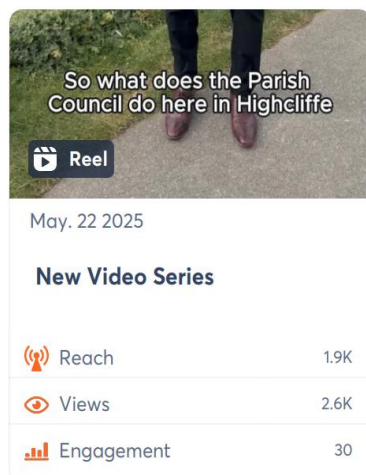 So what does the Parish
Council do here in Highcliffe
Reel
May. 22 2025
New Video Series
Reach 1.9K
Views 2.6K
Engagement 30